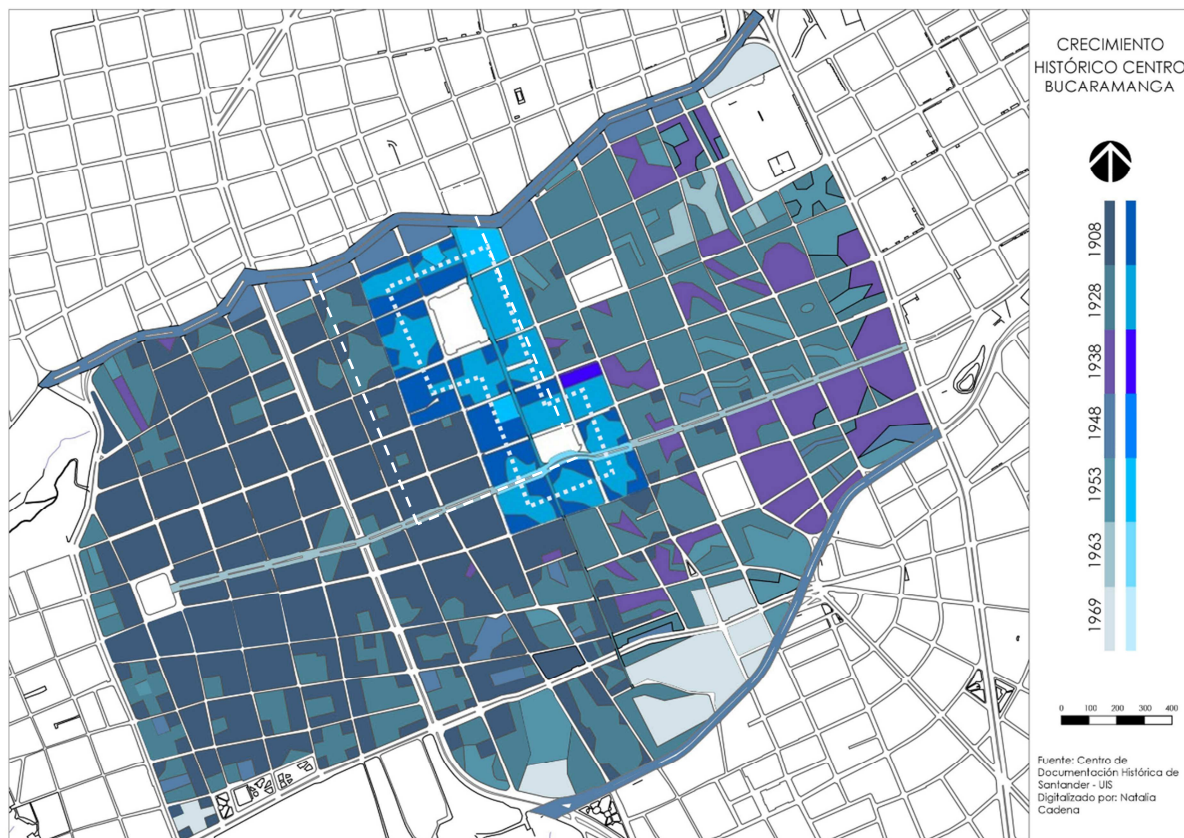 CRECIMIENTO
HISTÓRICO CENTRO
BUCARAMANGA
1908
1928
1938
1948
1953
1963
1969
0 100 200 300 400
Fuente: Centro de
Documentación Histórica de
Santander - UIS
Digitalizado por: Natalia
Cadena